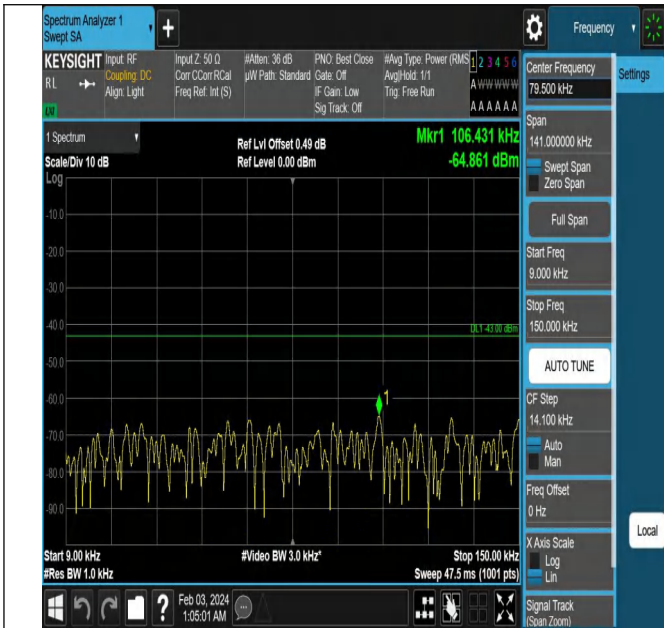 Spectrum Analyzer 1
Swept SA
+
Frequency
KEYSIGHT
RL
LXI
Input: RF
Coupling: DC
Align: Light
Input Z: 50 Ω
Corr CCorr RCal
Freq Ref: Int (S)
#Atten: 36 dB
µW Path: Standard
PNO: Best Close
Gate: Off
IF Gain: Low
Sig Track: Off
#Avg Type: Power (RMS
Avg|Hold: 1/1
Trig: Free Run
1 2 3 4 5 6
A W W W W W
A A A A A A
Center Frequency
79.500 kHz
Settings
Span
141.000000 kHz
Swept Span
Zero Span
Full Span
Start Freq
9.000 kHz
Stop Freq
150.000 kHz
AUTO TUNE
CF Step
14.100 kHz
Auto
Man
Freq Offset
0 Hz
X Axis Scale
Log
Lin
Signal Track
(Span Zoom)
Local
1 Spectrum
Scale/Div 10 dB
Ref Lvl Offset 0.49 dB
Ref Level 0.00 dBm
Mkr1 106.431 kHz
-64.861 dBm
Log
-10.0
-20.0
-30.0
DL1 -43.00 dBm
-40.0
-50.0
-60.0
1
-70.0
-80.0
-90.0
Start 9.00 kHz
#Video BW 3.0 kHz*
Stop 150.00 kHz
#Res BW 1.0 kHz
Sweep 47.5 ms (1001 pts)
?
Feb 03, 2024
1:05:01 AM